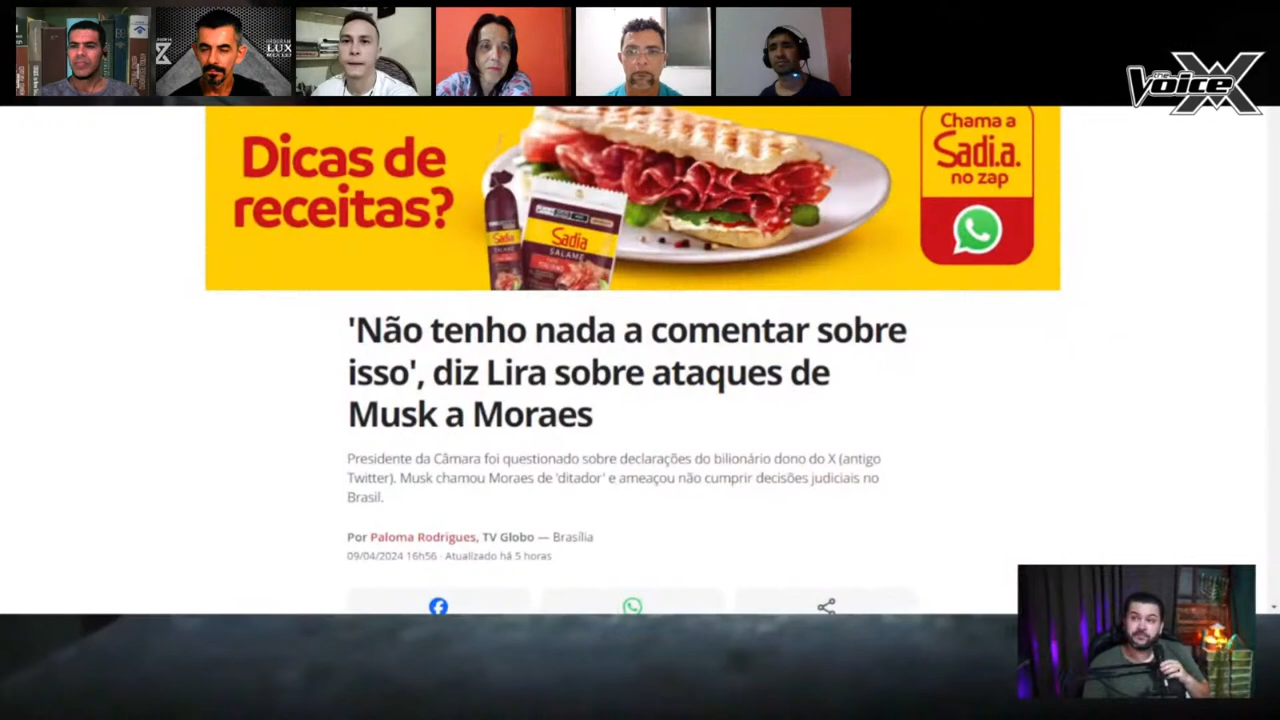 LUX
the
Voice X
Dicas de
receitas?
Sadia
SALAME
Chama a
Sadi.a.
no zap
'Não tenho nada a comentar sobre
isso', diz Lira sobre ataques de
Musk a Moraes
Presidente da Câmara foi questionado sobre declarações do bilionário dono do X (antigo
Twitter). Musk chamou Moraes de 'ditador' e ameaçou não cumprir decisões judiciais no
Brasil.
Por Paloma Rodrigues, TV Globo — Brasília
09/04/2024 16h56 · Atualizado há 5 horas